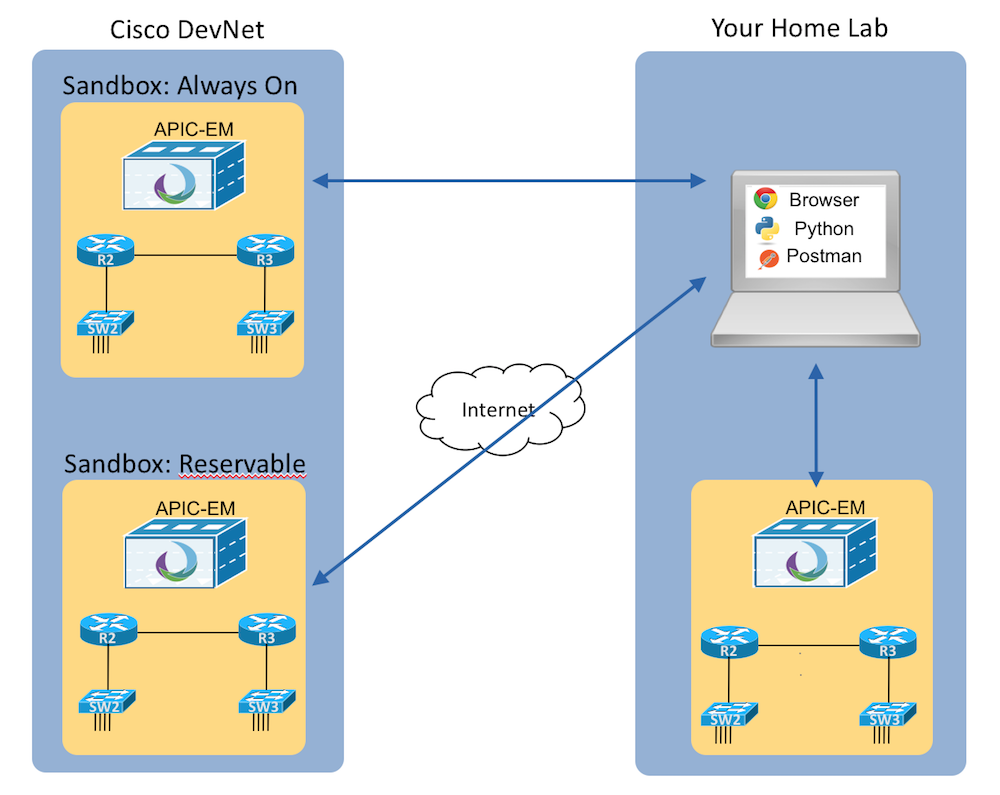 Cisco DevNet
Sandbox: Always On
APIC-EM
R2
R3
SW2
SW3
Sandbox: Reservable
APIC-EM
R2
R3
SW2
SW3
Internet
Your Home Lab
Browser
Python
Postman
APIC-EM
R2
R3
SW2
SW3